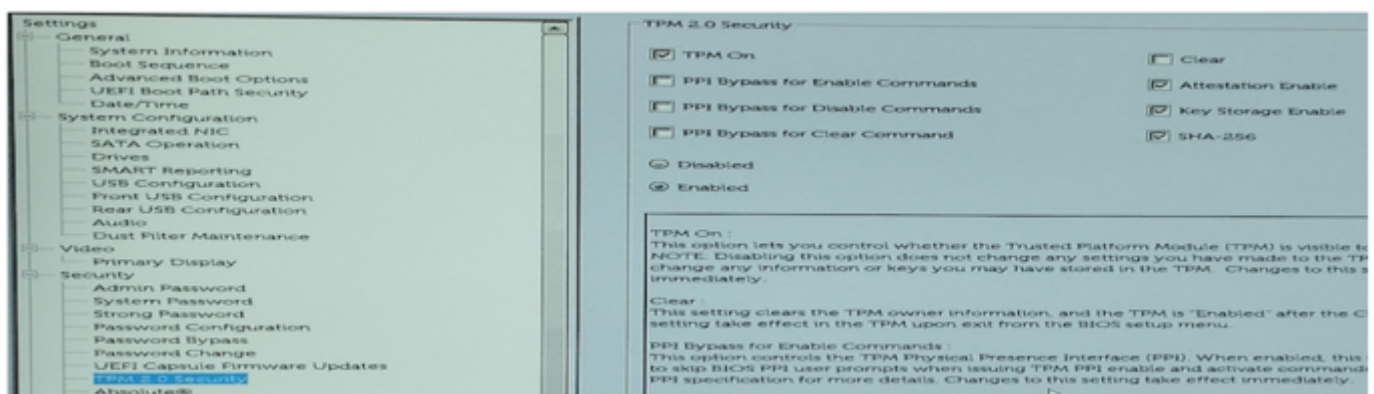 Settings
General
System Information
Boot Sequence
Advanced Boot Options
UEFI Boot Path Security
Date/Time
System Configuration
Integrated NIC
SATA Operation
Drives
SMART Reporting
USB Configuration
Front USB Configuration
Rear USB Configuration
Audio
Dust Filter Maintenance
Video
Primary Display
Security
Admin Password
System Password
Strong Password
Password Configuration
Password Bypass
Password Change
UEFI Capsule Firmware Updates
TPM 2.0 Security
Absolute®
TPM 2.0 Security
TPM On
Clear
PPI Bypass for Enable Commands
Attestation Enable
PPI Bypass for Disable Commands
Key Storage Enable
PPI Bypass for Clear Command
SHA-256
Disabled
Enabled
TPM On :
This option lets you control whether the Trusted Platform Module (TPM) is visible to
NOTE: Disabling this option does not change any settings you have made to the TP
change any information or keys you may have stored in the TPM. Changes to this s
immediately.
Clear :
This setting clears the TPM owner information, and the TPM is "Enabled" after the C
setting take effect in the TPM upon exit from the BIOS setup menu.
PPI Bypass for Enable Commands :
This option controls the TPM Physical Presence Interface (PPI). When enabled, this
to skip BIOS PPI user prompts when issuing TPM PPI enable and activate command
PPI specification for more details. Changes to this setting take effect immediately.